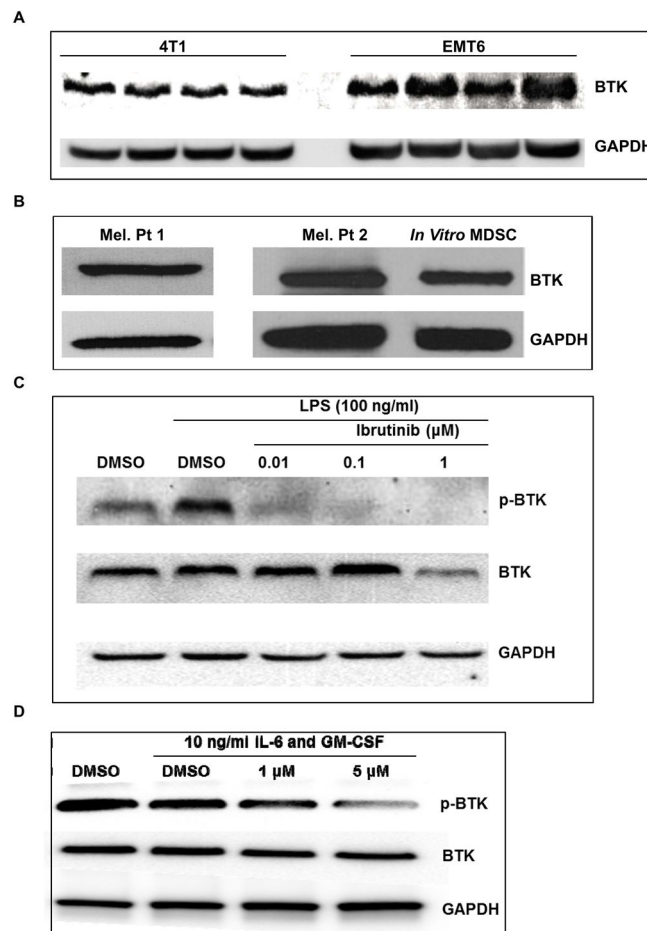 A
4T1 EMT6
BTK
GAPDH
B
Mel. Pt 1 Mel. Pt 2 In Vitro MDSC
BTK
GAPDH
C
LPS (100 ng/ml)
Ibrutinib (µM)
DMSO DMSO 0.01 0.1 1
p-BTK
BTK
GAPDH
D
10 ng/ml IL-6 and GM-CSF
DMSO DMSO 1 µM 5 µM
p-BTK
BTK
GAPDH